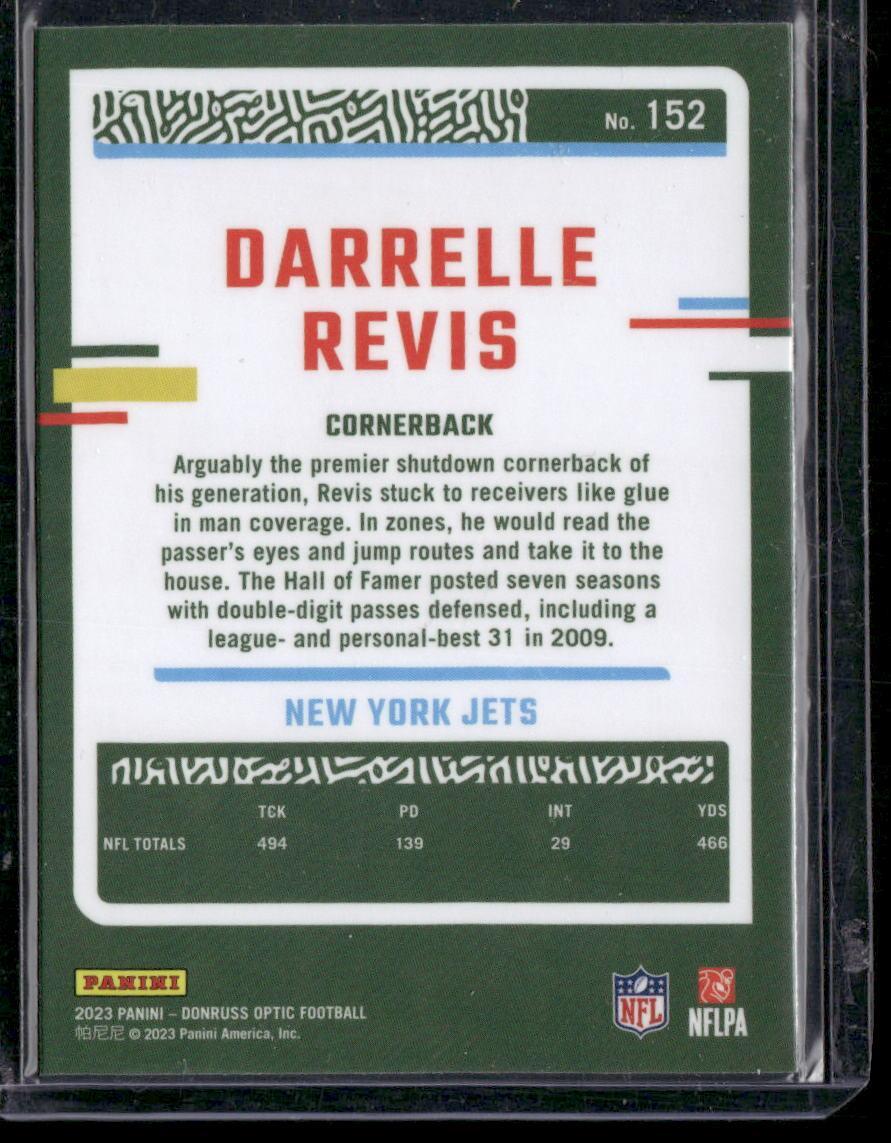 No. 152
DARRELLE
REVIS
CORNERBACK
Arguably the premier shutdown cornerback of
his generation, Revis stuck to receivers like glue
in man coverage. In zones, he would read the
passer's eyes and jump routes and take it to the
house. The Hall of Famer posted seven seasons
with double-digit passes defensed, including a
league- and personal-best 31 in 2009.
NEW YORK JETS
TCK PD INT YDS
NFL TOTALS 494 139 29 466
PANINI
2023 PANINI – DONRUSS OPTIC FOOTBALL
帕尼尼 © 2023 Panini America, Inc.
NFL
NFLPA